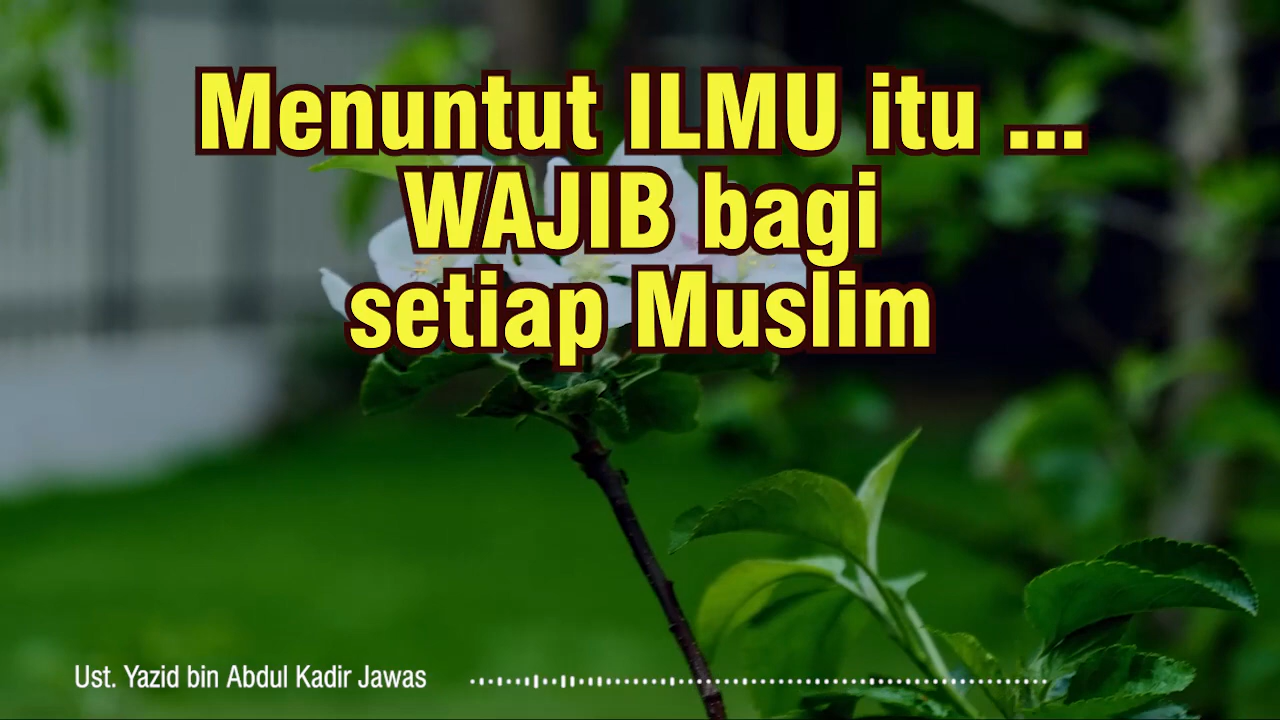 Menuntut ILMU itu ...
WAJIB bagi
setiap Muslim
Ust. Yazid bin Abdul Kadir Jawas